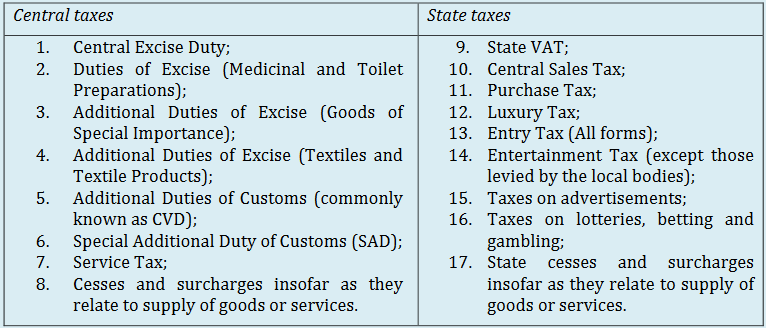 Central taxes
1. Central Excise Duty;
2. Duties of Excise (Medicinal and Toilet
Preparations);
3. Additional Duties of Excise (Goods of
Special Importance);
4. Additional Duties of Excise (Textiles and
Textile Products);
5. Additional Duties of Customs (commonly
known as CVD);
6. Special Additional Duty of Customs (SAD);
7. Service Tax;
8. Cesses and surcharges insofar as they
relate to supply of goods or services.
State taxes
9. State VAT;
10. Central Sales Tax;
11. Purchase Tax;
12. Luxury Tax;
13. Entry Tax (All forms);
14. Entertainment Tax (except those
levied by the local bodies);
15. Taxes on advertisements;
16. Taxes on lotteries, betting and
gambling;
17. State cesses and surcharges
insofar as they relate to supply of
goods or services.